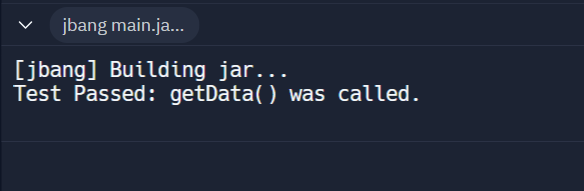 jbang main.ja...
[jbang] Building jar...
Test Passed: getData() was called.